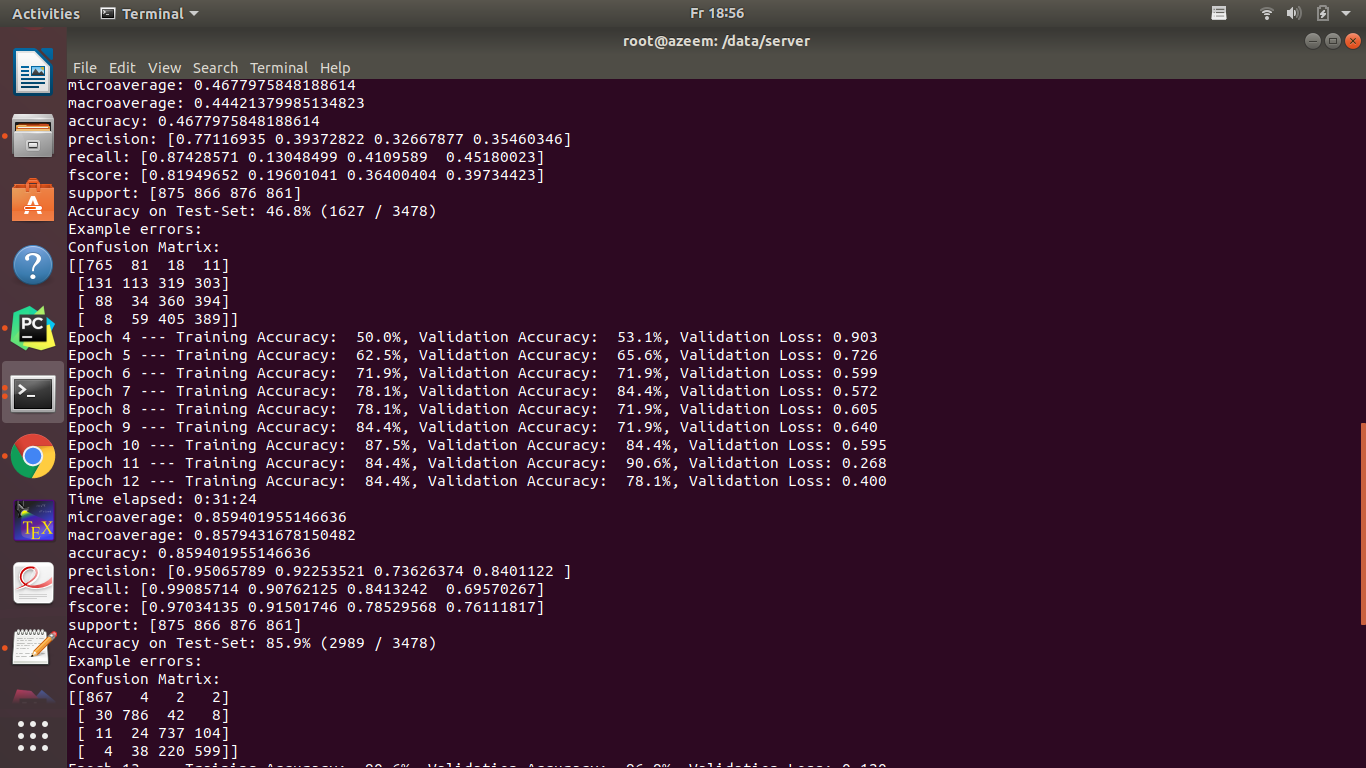 Activities Terminal Fr 18:56
root@azeem: /data/server
File Edit View Search Terminal Help
microaverage: 0.4677975848188614
macroaverage: 0.44421379985134823
accuracy: 0.4677975848188614
precision: [0.77116935 0.39372822 0.32667877 0.35460346]
recall: [0.87428571 0.13048499 0.4109589  0.45180023]
fscore: [0.81949652 0.19601041 0.36400404 0.39734423]
support: [875 866 876 861]
Accuracy on Test-Set: 46.8% (1627 / 3478)
Example errors:
Confusion Matrix:
[[765  81  18  11]
 [131 113 319 303]
 [ 88  34 360 394]
 [  8  59 405 389]]
Epoch 4 --- Training Accuracy:  50.0%, Validation Accuracy:  53.1%, Validation Loss: 0.903
Epoch 5 --- Training Accuracy:  62.5%, Validation Accuracy:  65.6%, Validation Loss: 0.726
Epoch 6 --- Training Accuracy:  71.9%, Validation Accuracy:  71.9%, Validation Loss: 0.599
Epoch 7 --- Training Accuracy:  78.1%, Validation Accuracy:  84.4%, Validation Loss: 0.572
Epoch 8 --- Training Accuracy:  78.1%, Validation Accuracy:  71.9%, Validation Loss: 0.605
Epoch 9 --- Training Accuracy:  84.4%, Validation Accuracy:  71.9%, Validation Loss: 0.640
Epoch 10 --- Training Accuracy:  87.5%, Validation Accuracy:  84.4%, Validation Loss: 0.595
Epoch 11 --- Training Accuracy:  84.4%, Validation Accuracy:  90.6%, Validation Loss: 0.268
Epoch 12 --- Training Accuracy:  84.4%, Validation Accuracy:  78.1%, Validation Loss: 0.400
Time elapsed: 0:31:24
microaverage: 0.859401955146636
macroaverage: 0.8579431678150482
accuracy: 0.859401955146636
precision: [0.95065789 0.92253521 0.73626374 0.8401122 ]
recall: [0.99085714 0.90762125 0.8413242  0.69570267]
fscore: [0.97034135 0.91501746 0.78529568 0.76111817]
support: [875 866 876 861]
Accuracy on Test-Set: 85.9% (2989 / 3478)
Example errors:
Confusion Matrix:
[[867   4   2   2]
 [ 30 786  42   8]
 [ 11  24 737 104]
 [  4  38 220 599]]
Training Accuracy: Validation Accuracy: Validation Loss:
PC
TEX